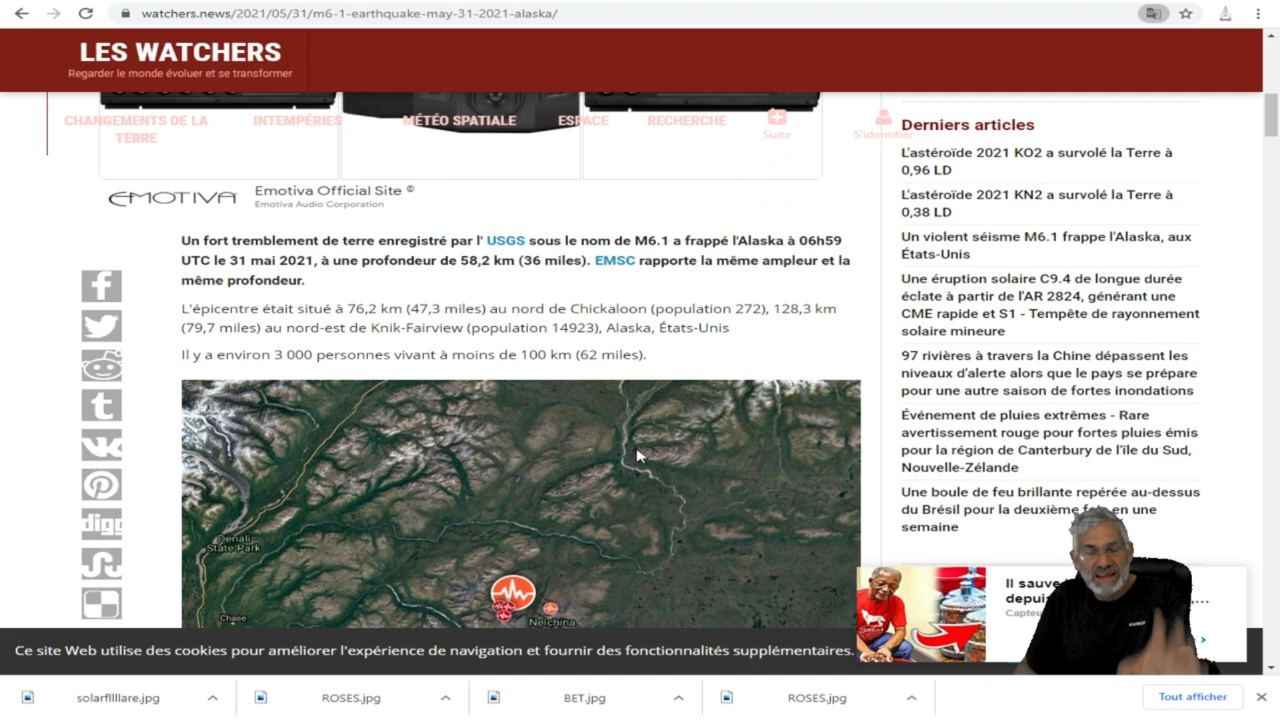 watchers.news/2021/05/31/m6-1-earthquake-may-31-2021-alaska/
LES WATCHERS
Regarder le monde évoluer et se transformer
CHANGEMENTS DE LA
TERRE
INTEMPÉRIES
MÉTÉO SPATIALE
ESPACE
RECHERCHE
Suite
S'identifier
EMOTIVA
Emotiva Official Site ©
Emotiva Audio Corporation
Un fort tremblement de terre enregistré par l' USGS sous le nom de M6.1 a frappé l'Alaska à 06h59
UTC le 31 mai 2021, à une profondeur de 58,2 km (36 miles). EMSC rapporte la même ampleur et la
même profondeur.
L'épicentre était situé à 76,2 km (47,3 miles) au nord de Chickaloon (population 272), 128,3 km
(79,7 miles) au nord-est de Knik-Fairview (population 14923), Alaska, États-Unis
Il y a environ 3 000 personnes vivant à moins de 100 km (62 miles).
digg
Denali
State Park
Chase
Nelchina
Derniers articles
L'astéroïde 2021 KO2 a survolé la Terre à
0,96 LD
L'astéroïde 2021 KN2 a survolé la Terre à
0,38 LD
Un violent séisme M6.1 frappe l'Alaska, aux
États-Unis
Une éruption solaire C9.4 de longue durée
éclate à partir de l'AR 2824, générant une
CME rapide et S1 - Tempête de rayonnement
solaire mineure
97 rivières à travers la Chine dépassent les
niveaux d'alerte alors que le pays se prépare
pour une autre saison de fortes inondations
Événement de pluies extrêmes - Rare
avertissement rouge pour fortes pluies émis
pour la région de Canterbury de l'île du Sud,
Nouvelle-Zélande
Une boule de feu brillante repérée au-dessus
du Brésil pour la deuxième en une
semaine
Il sauve
depuis
Ce site Web utilise des cookies pour améliorer l'expérience de navigation et fournir des fonctionnalités supplémentaires.
solarflllare.jpg
ROSES.jpg
BET.jpg
ROSES.jpg
Tout afficher